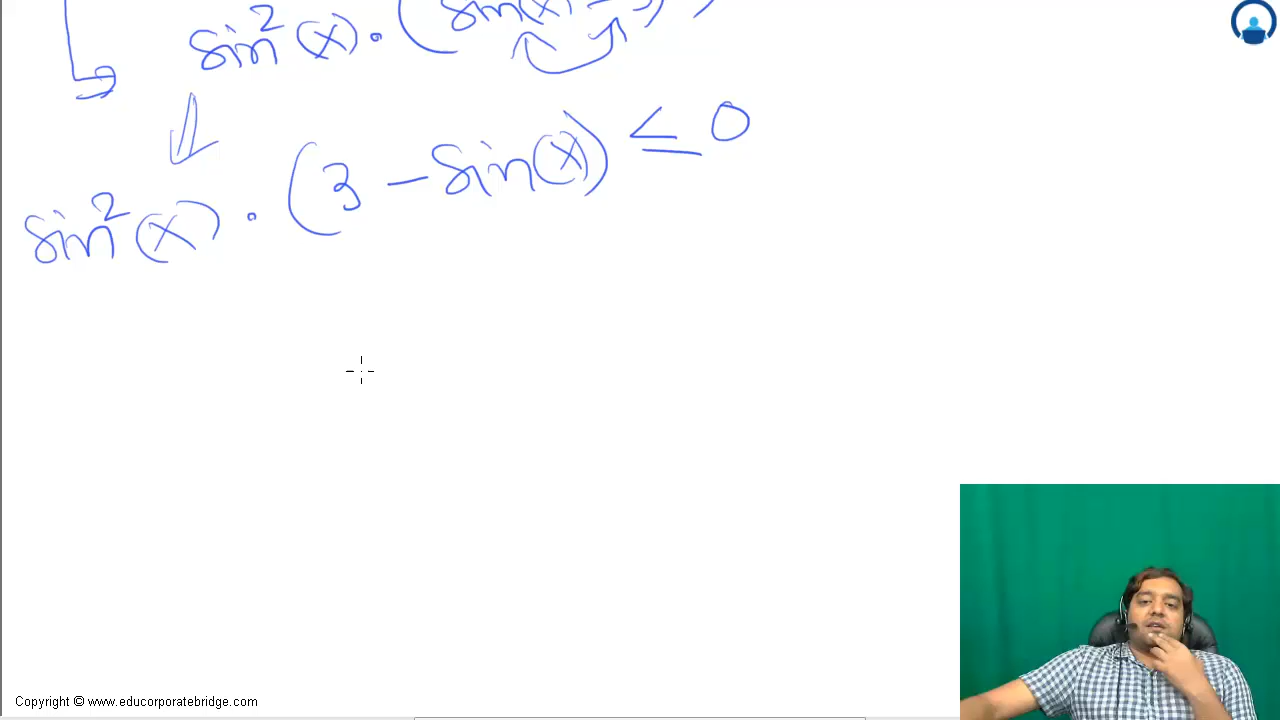 sin²(x) · (sin(x) - 3)
sin²(x) · (3 - sin(x)) ≤ 0
Copyright © www.educorporatebridge.com